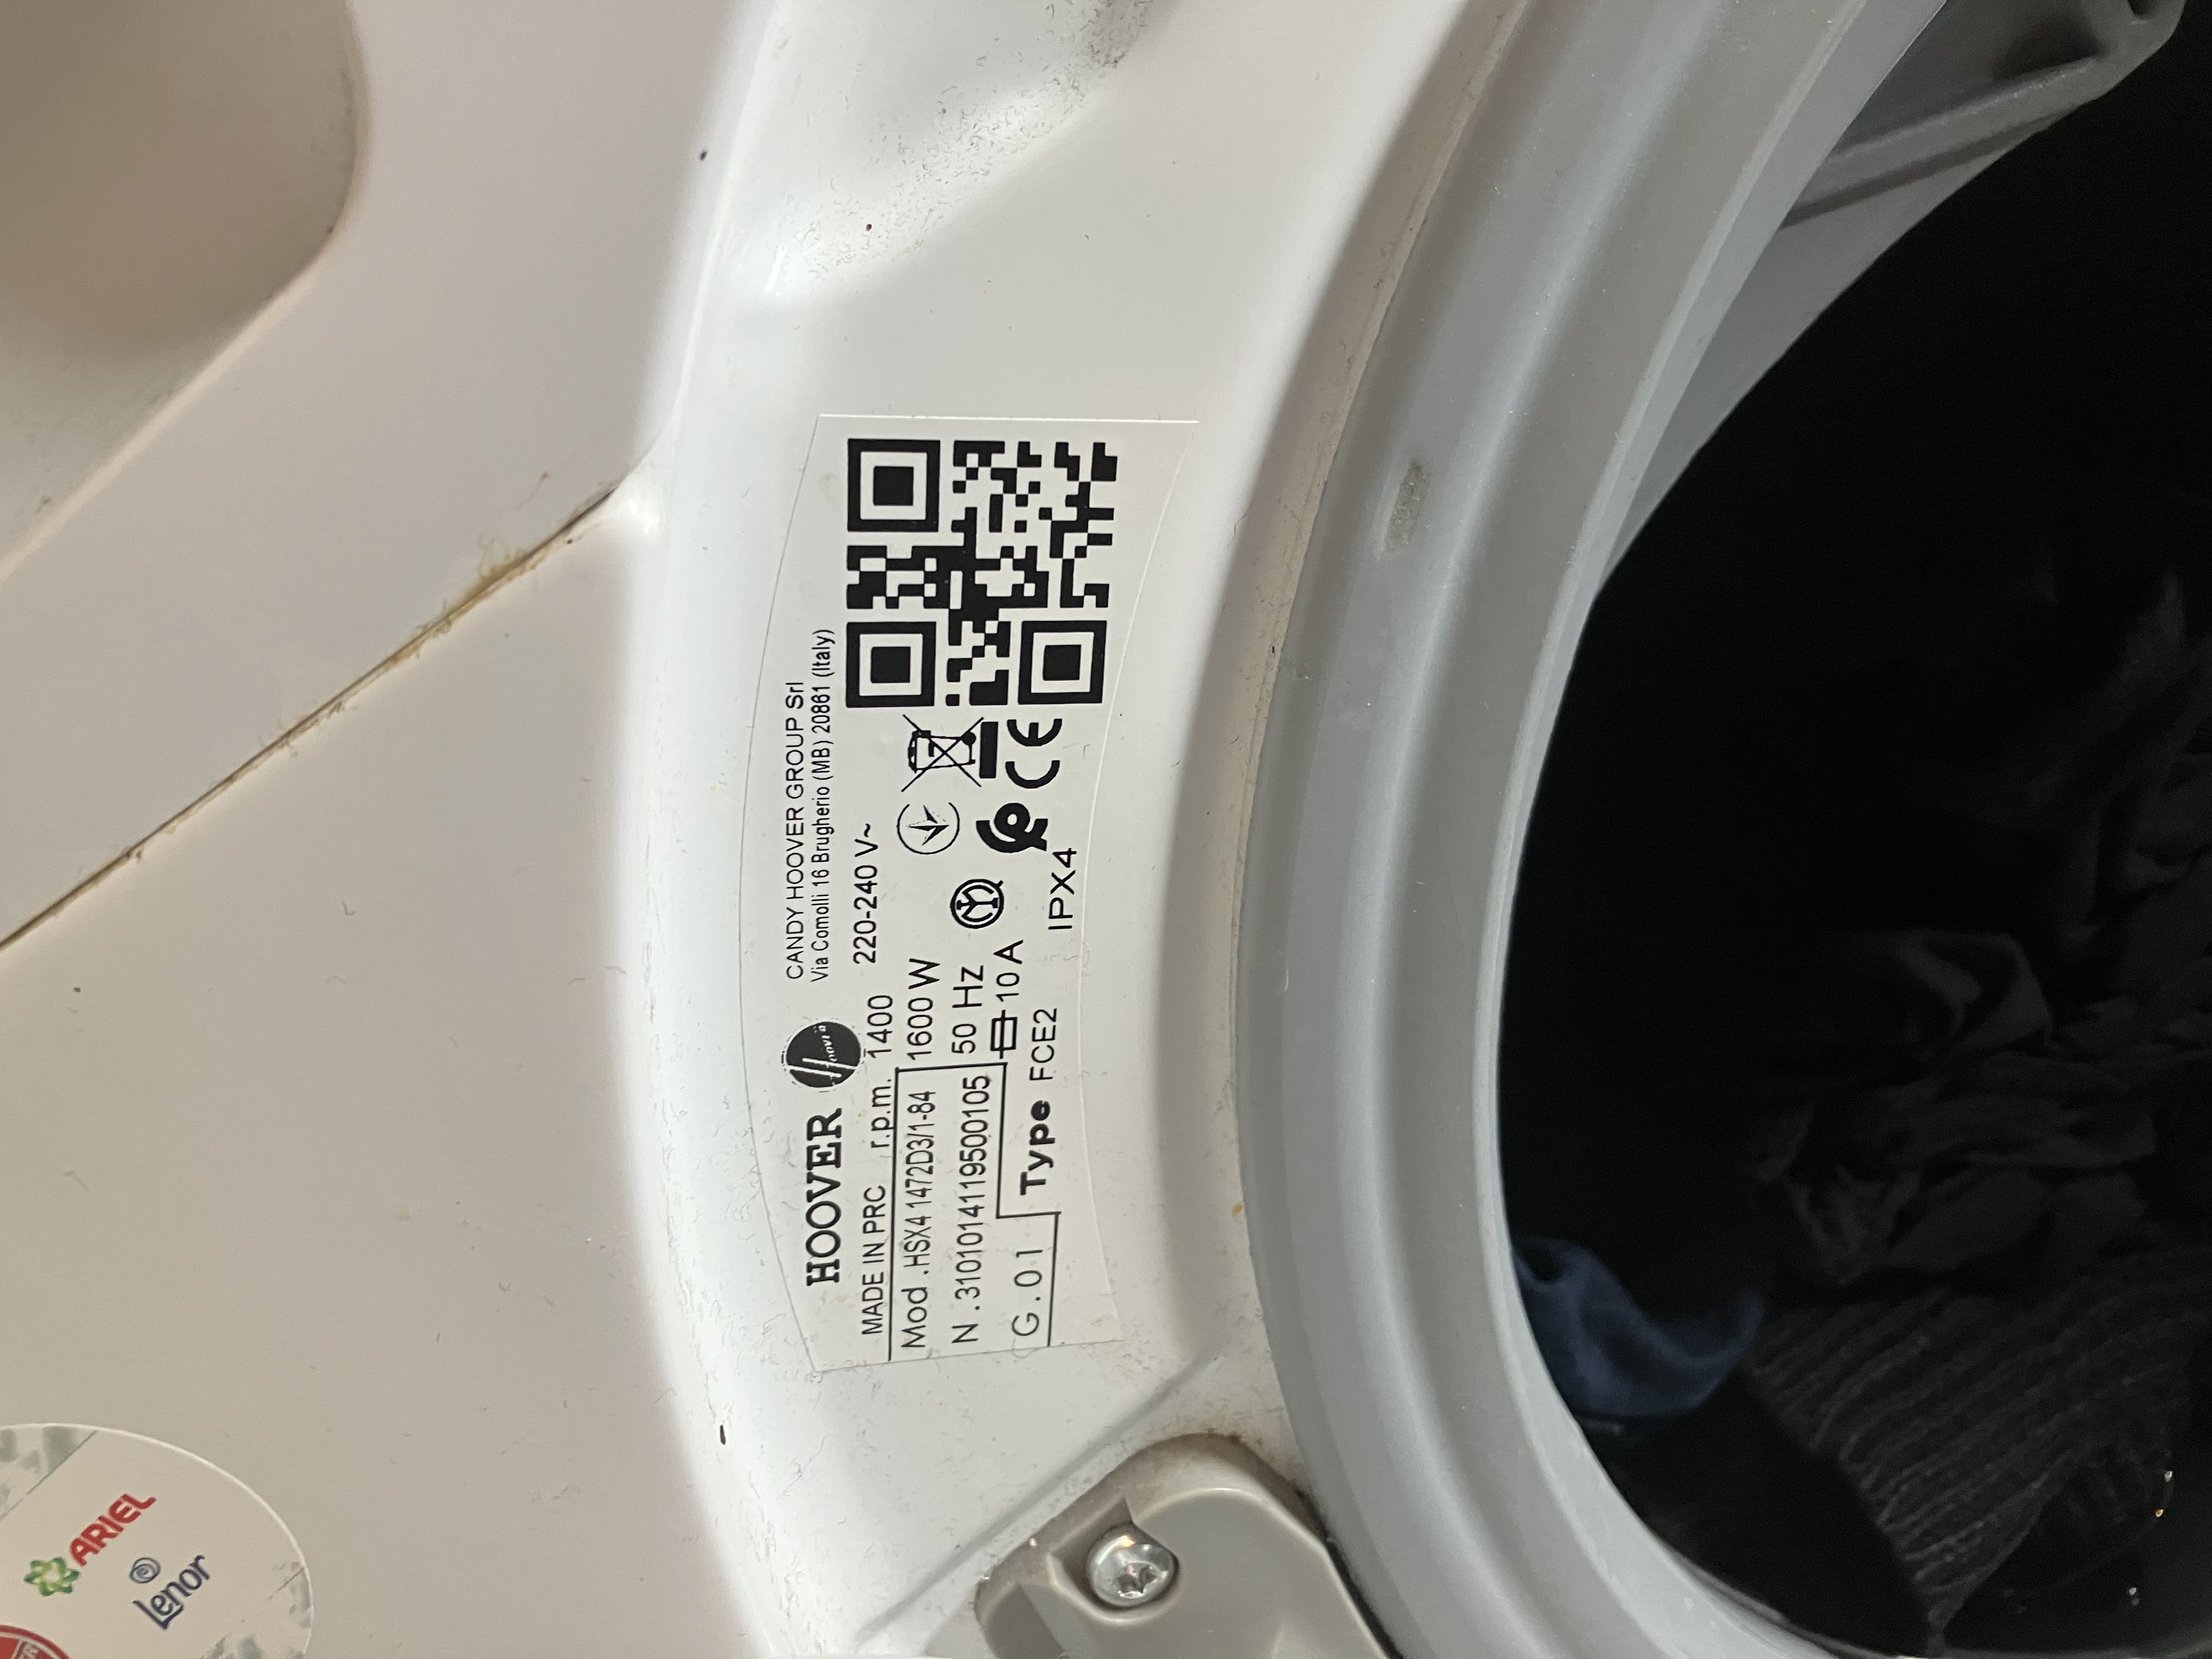 ARIEL
Lenor
HOOVER
CANDY HOOVER GROUP Srl
Via Comolli 16 Brugherio (MB) 20861 (Italy)
MADE IN PRC r.p.m. 1400 220-240 V~
Mod .HSX4 1472D3/1-84 1600 W
N .3101014119500105 50 Hz
10 A
G.01 Type FCE2
IPX4
CE